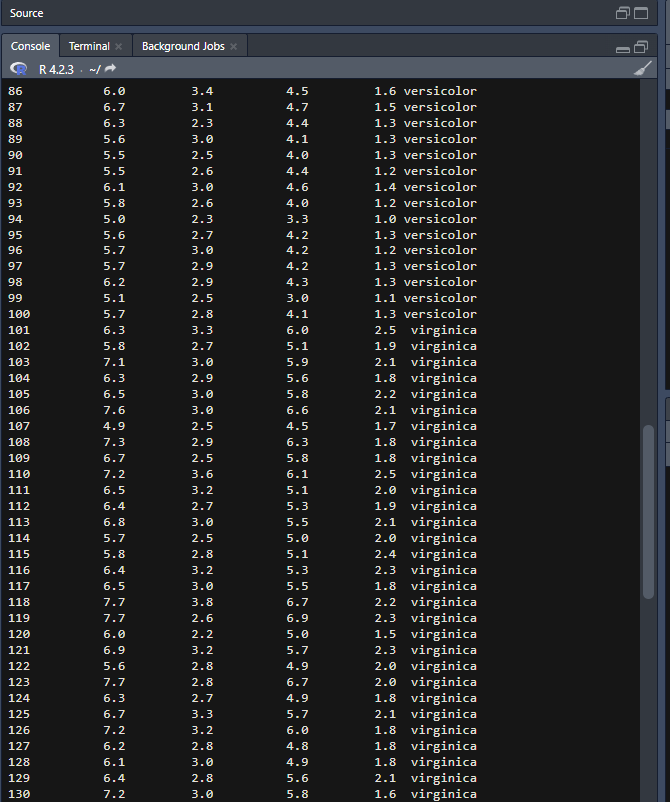 Source
Console Terminal Background Jobs
R 4.2.3 · ~/
86 6.0 3.4 4.5 1.6 versicolor
87 6.7 3.1 4.7 1.5 versicolor
88 6.3 2.3 4.4 1.3 versicolor
89 5.6 3.0 4.1 1.3 versicolor
90 5.5 2.5 4.0 1.3 versicolor
91 5.5 2.6 4.4 1.2 versicolor
92 6.1 3.0 4.6 1.4 versicolor
93 5.8 2.6 4.0 1.2 versicolor
94 5.0 2.3 3.3 1.0 versicolor
95 5.6 2.7 4.2 1.3 versicolor
96 5.7 3.0 4.2 1.2 versicolor
97 5.7 2.9 4.2 1.3 versicolor
98 6.2 2.9 4.3 1.3 versicolor
99 5.1 2.5 3.0 1.1 versicolor
100 5.7 2.8 4.1 1.3 versicolor
101 6.3 3.3 6.0 2.5 virginica
102 5.8 2.7 5.1 1.9 virginica
103 7.1 3.0 5.9 2.1 virginica
104 6.3 2.9 5.6 1.8 virginica
105 6.5 3.0 5.8 2.2 virginica
106 7.6 3.0 6.6 2.1 virginica
107 4.9 2.5 4.5 1.7 virginica
108 7.3 2.9 6.3 1.8 virginica
109 6.7 2.5 5.8 1.8 virginica
110 7.2 3.6 6.1 2.5 virginica
111 6.5 3.2 5.1 2.0 virginica
112 6.4 2.7 5.3 1.9 virginica
113 6.8 3.0 5.5 2.1 virginica
114 5.7 2.5 5.0 2.0 virginica
115 5.8 2.8 5.1 2.4 virginica
116 6.4 3.2 5.3 2.3 virginica
117 6.5 3.0 5.5 1.8 virginica
118 7.7 3.8 6.7 2.2 virginica
119 7.7 2.6 6.9 2.3 virginica
120 6.0 2.2 5.0 1.5 virginica
121 6.9 3.2 5.7 2.3 virginica
122 5.6 2.8 4.9 2.0 virginica
123 7.7 2.8 6.7 2.0 virginica
124 6.3 2.7 4.9 1.8 virginica
125 6.7 3.3 5.7 2.1 virginica
126 7.2 3.2 6.0 1.8 virginica
127 6.2 2.8 4.8 1.8 virginica
128 6.1 3.0 4.9 1.8 virginica
129 6.4 2.8 5.6 2.1 virginica
130 7.2 3.0 5.8 1.6 virginica